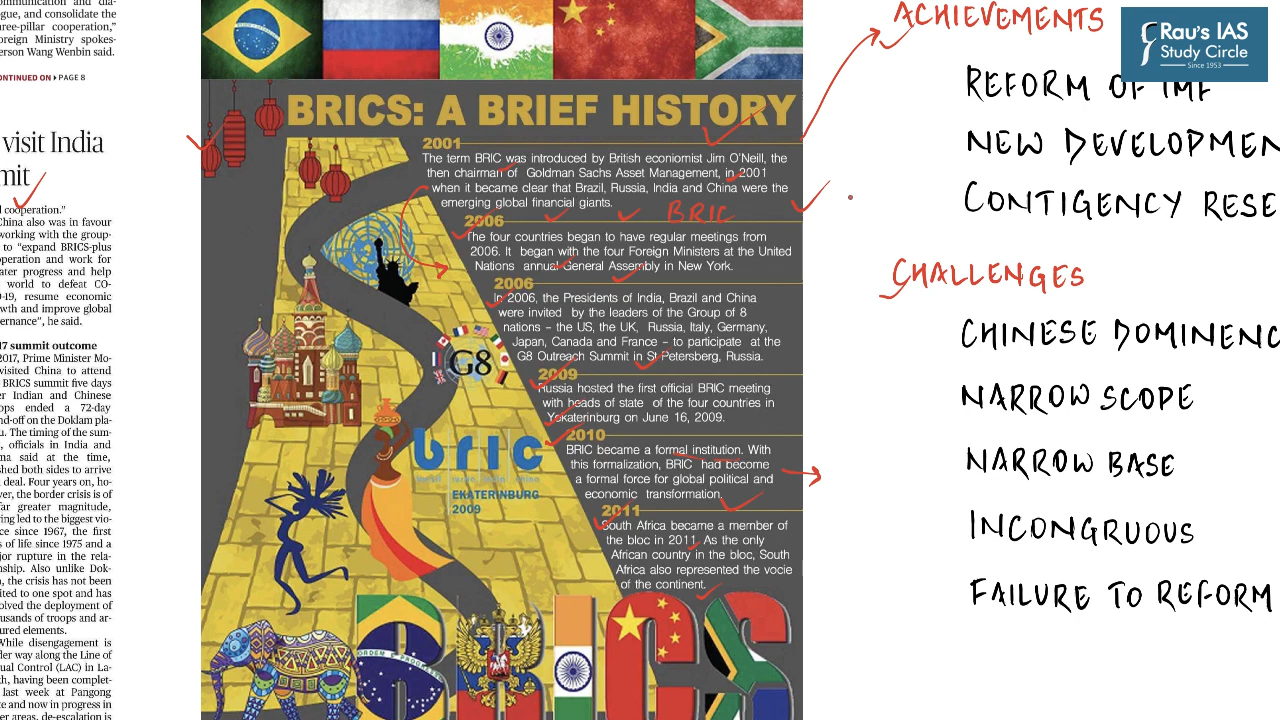 ommunication and dia-
ogue, and consolidate the
ree-pillar cooperation,”
oreign Ministry spokes-
erson Wang Wenbin said.
ONTINUED ON ▸ PAGE 8
visit India
mit
l cooperation."
China also was in favour
working with the group-
to “expand BRICS-plus
operation and work for
ater progress and help
world to defeat CO-
-19, resume economic
wth and improve global
ernance”, he said.
17 summit outcome
2017, Prime Minister Mo-
visited China to attend
BRICS summit five days
er Indian and Chinese
ops ended a 72-day
nd-off on the Doklam pla-
u. The timing of the sum-
, officials in India and
na said at the time,
shed both sides to arrive
deal. Four years on, ho-
ver, the border crisis is of
far greater magnitude,
ing led to the biggest vio-
ce since 1967, the first
s of life since 1975 and a
jor rupture in the rela-
nship. Also unlike Dok-
, the crisis has not been
ited to one spot and has
olved the deployment of
usands of troops and ar-
ured elements.
While disengagement is
der way along the Line of
ual Control (LAC) in La-
h, having been complet-
last week at Pangong
e and now in progress in
er areas, de-escalation is
BRICS: A BRIEF HISTORY
2001
The term BRIC was introduced by British economist Jim O’Neill, the
then chairman of Goldman Sachs Asset Management, in 2001
when it became clear that Brazil, Russia, India and China were the
emerging global financial giants.
BRIC
2006
The four countries began to have regular meetings from
2006. It began with the four Foreign Ministers at the United
Nations annual General Assembly in New York.
2006
In 2006, the Presidents of India, Brazil and China
were invited by the leaders of the Group of 8
nations – the US, the UK, Russia, Italy, Germany,
Japan, Canada and France – to participate at the
G8 Outreach Summit in St Petersberg, Russia.
G8
2009
Russia hosted the first official BRIC meeting
with heads of state of the four countries in
Yekaterinburg on June 16, 2009.
2010
BRIC became a formal institution. With
this formalization, BRIC had become
a formal force for global political and
economic transformation.
bric
EKATERINBURG
2009
2011
South Africa became a member of
the bloc in 2011. As the only
African country in the bloc, South
Africa also represented the vocie
of the continent.
BRICS
ORDEM E PROGRESSO
ACHIEVEMENTS
REFORM OF IMF
NEW DEVELOPMEN
CONTIGENCY RESE
CHALLENGES
CHINESE DOMINENC
NARROW SCOPE
NARROW BASE
INCONGRUOUS
FAILURE TO REFORM
Rau's IAS
Study Circle
Since 1953